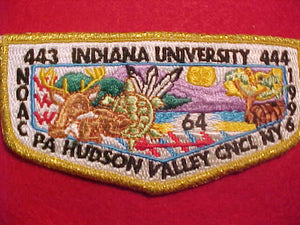 443 INDIANA UNIVERSITY 444
NOAC
WWW
64
1996
PA HUDSON VALLEY CNCL NY